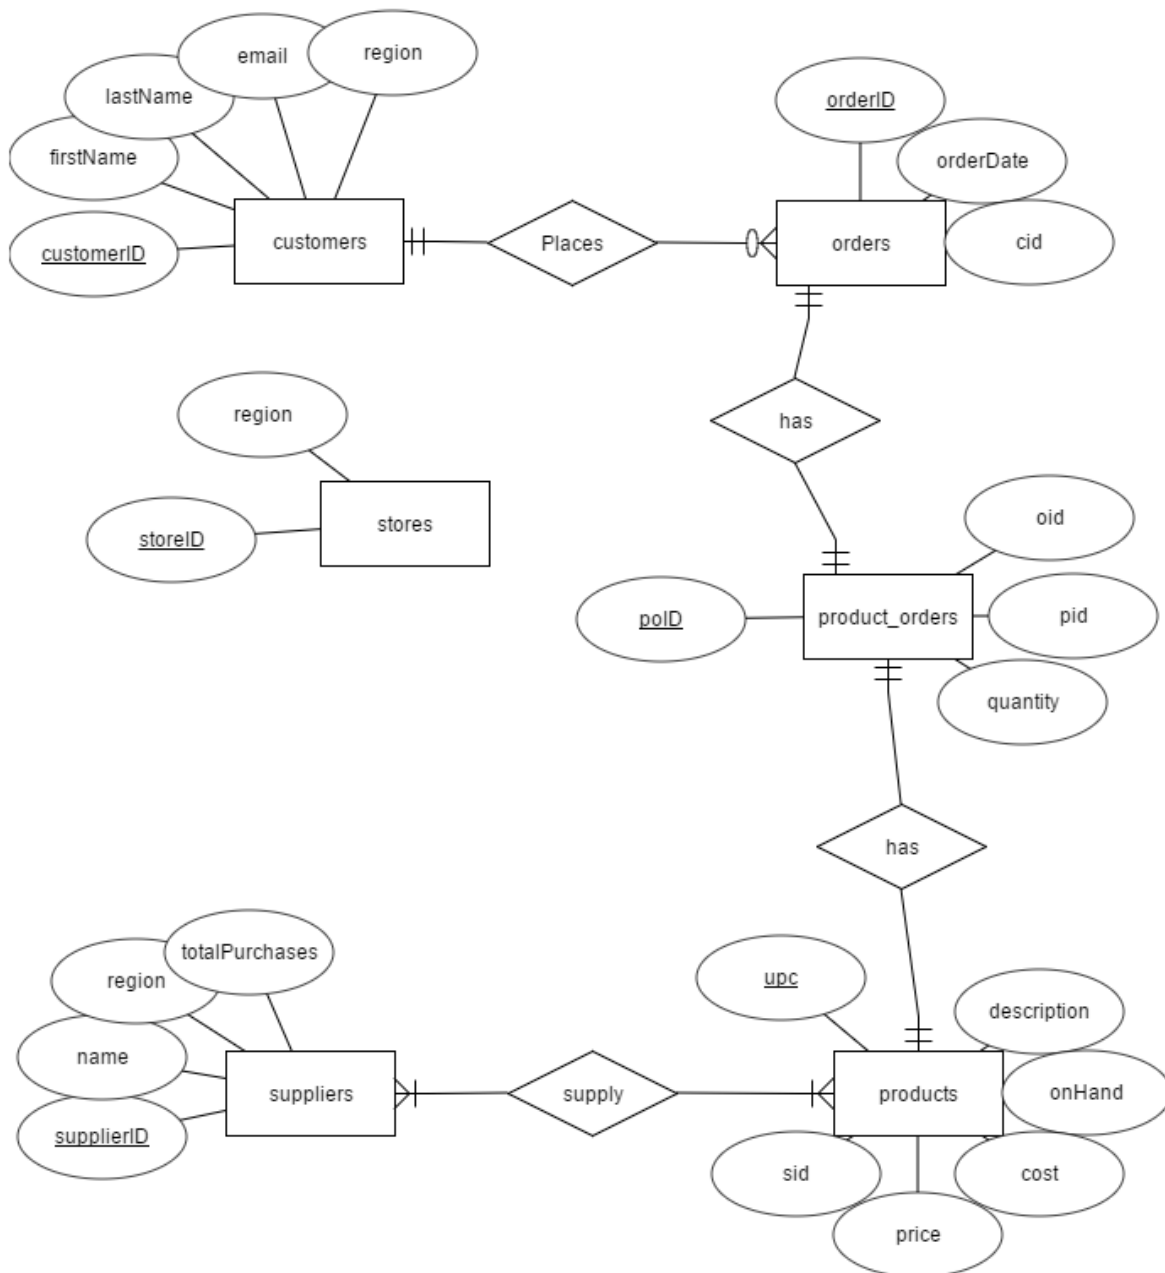 email
region
lastName
firstName
customerID
customers
Places
orderID
orderDate
cid
orders
has
region
storeID
stores
oid
poID
product_orders
pid
quantity
has
totalPurchases
region
name
supplierID
suppliers
supply
upc
description
onHand
products
sid
cost
price